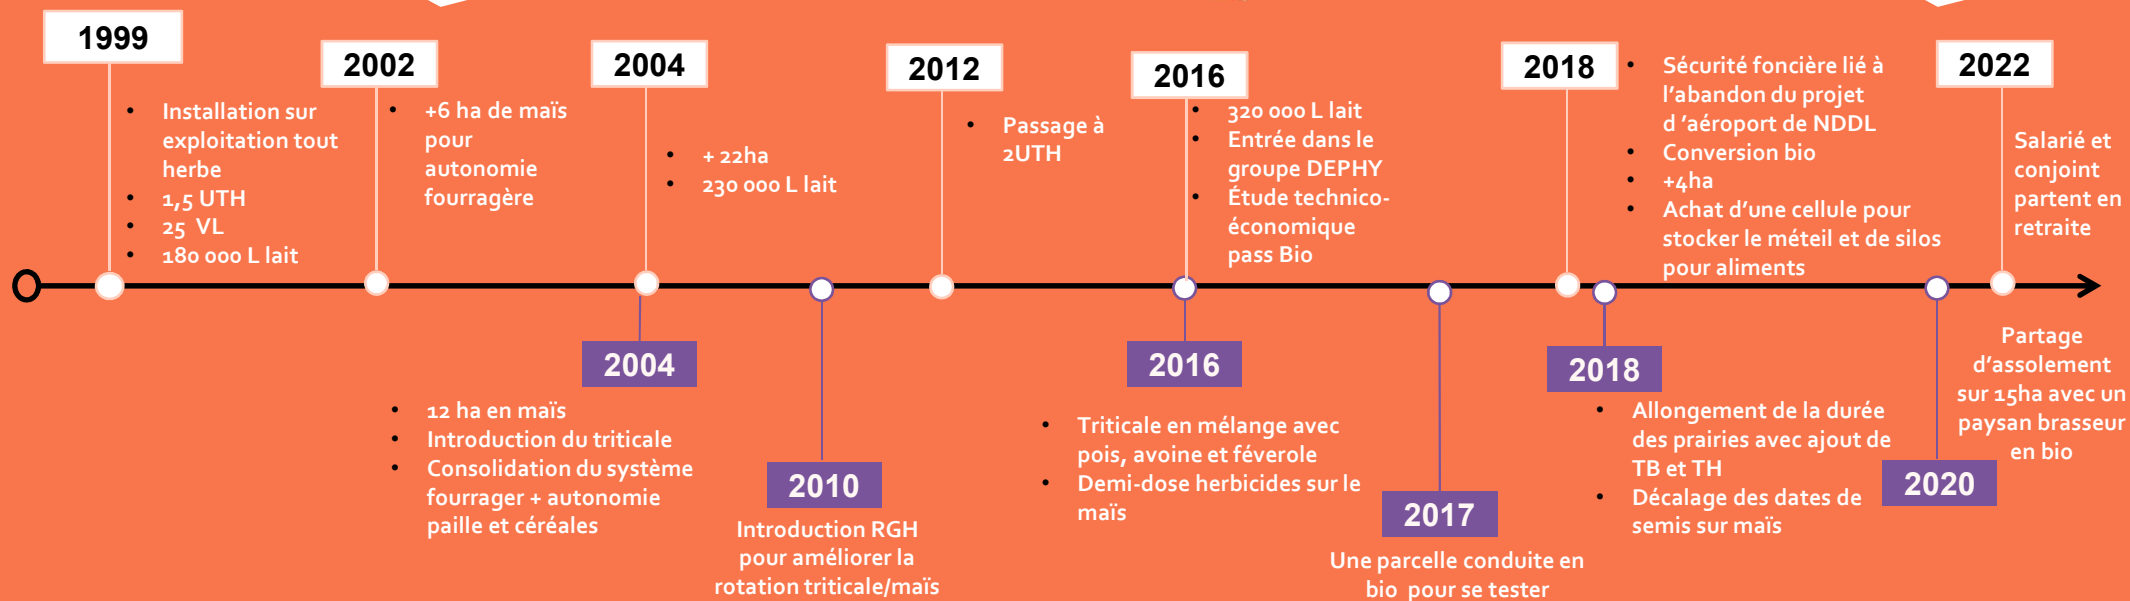 1999
• Installation sur
exploitation tout
herbe
• 1,5 UTH
• 25 VL
• 180 000 L lait
2002
• +6 ha de maïs
pour
autonomie
fourragère
2004
• + 22ha
• 230 000 L lait
2012
• Passage à
2UTH
2016
• 320 000 L lait
• Entrée dans le
groupe DEPHY
• Étude technico-
économique
pass Bio
2018
• Sécurité foncière lié à
l'abandon du projet
d 'aéroport de NDDL
• Conversion bio
• +4ha
• Achat d'une cellule pour
stocker le méteil et de silos
pour aliments
2022
Salarié et
conjoint
partent en
retraite
2004
• 12 ha en maïs
• Introduction du triticale
• Consolidation du système
fourrager + autonomie
paille et céréales
2010
Introduction RGH
pour améliorer la
rotation triticale/maïs
2016
• Triticale en mélange avec
pois, avoine et féverole
• Demi-dose herbicides sur le
maïs
2017
Une parcelle conduite en
bio pour se tester
2018
• Allongement de la durée
des prairies avec ajout de
TB et TH
• Décalage des dates de
semis sur maïs
2020
Partage
d'assolement
sur 15ha avec un
paysan brasseur
en bio